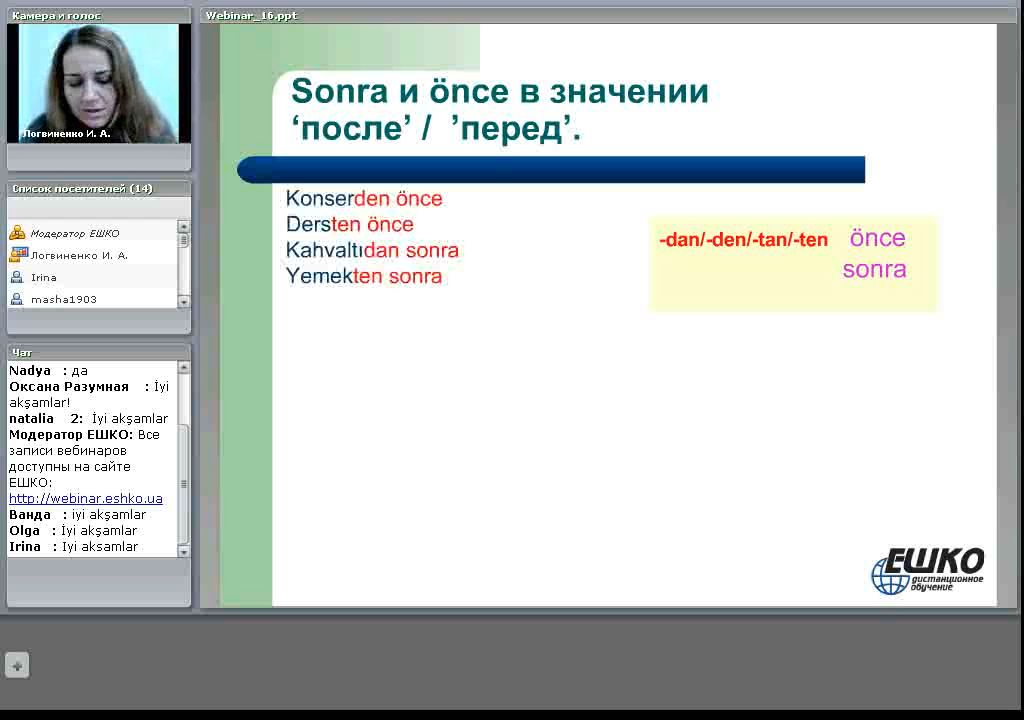 Камера и голос
Логвиненко И. А.
Список посетителей (14)
Модератор ЕШКО
Логвиненко И. А.
Irina
masha1903
Чат
Nadya : да
Оксана Разумная : İyi
akşamlar!
natalia 2: İyi akşamlar
Модератор ЕШКО: Все
записи вебинаров
доступны на сайте
ЕШКО:
http://webinar.eshko.ua
Ванда : iyi akşamlar
Olga : İyi akşamlar
Irina : Iyi aksamlar
Webinar_16.ppt
Sonra и önce в значении
‘после’ / ’перед’.
Konserden önce
Dersten önce
Kahvaltıdan sonra
Yemekten sonra
-dan/-den/-tan/-ten önce
sonra
ЕШКО
дистанционное
обучение